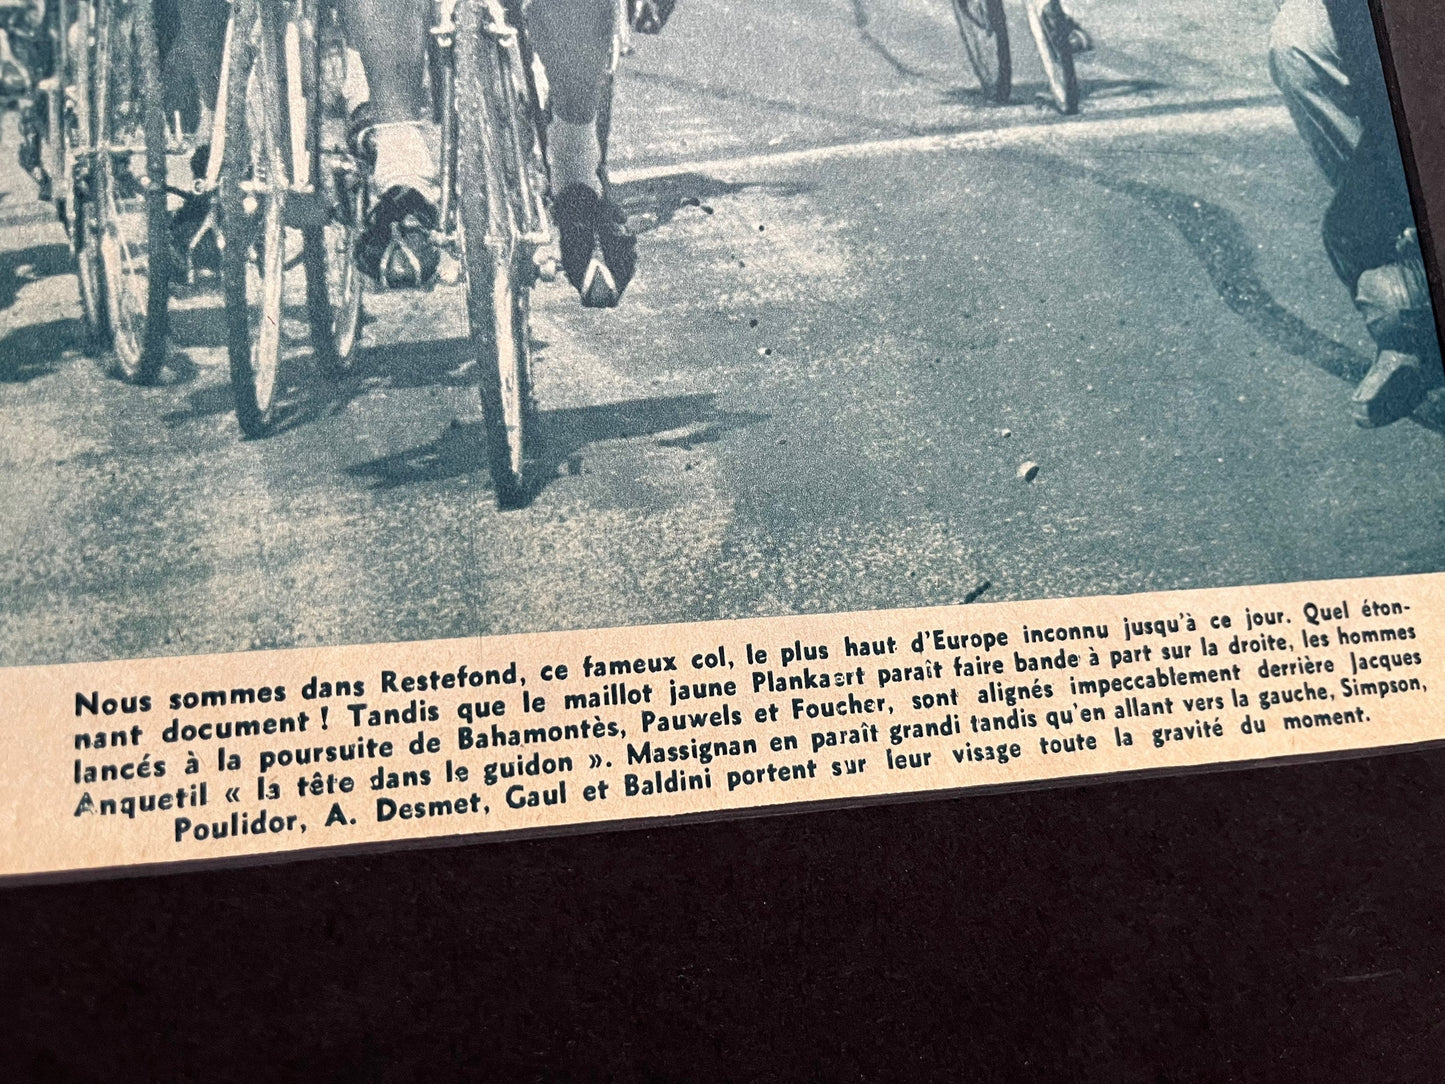 Nous sommes dans Restefond, ce fameux col, le plus haut d'Europe inconnu jusqu'à ce jour. Quel éton-
nant document ! Tandis que le maillot jaune Plankaert paraît faire bande à part sur la droite, les hommes
lancés à la poursuite de Bahamontès, Pauwels et Foucher, sont alignés impeccablement derrière Jacques
Anquetil « la tête dans le guidon ». Massignan en paraît grandi tandis qu'en allant vers la gauche, Simpson,
Poulidor, A. Desmet, Gaul et Baldini portent sur leur visage toute la gravité du moment.